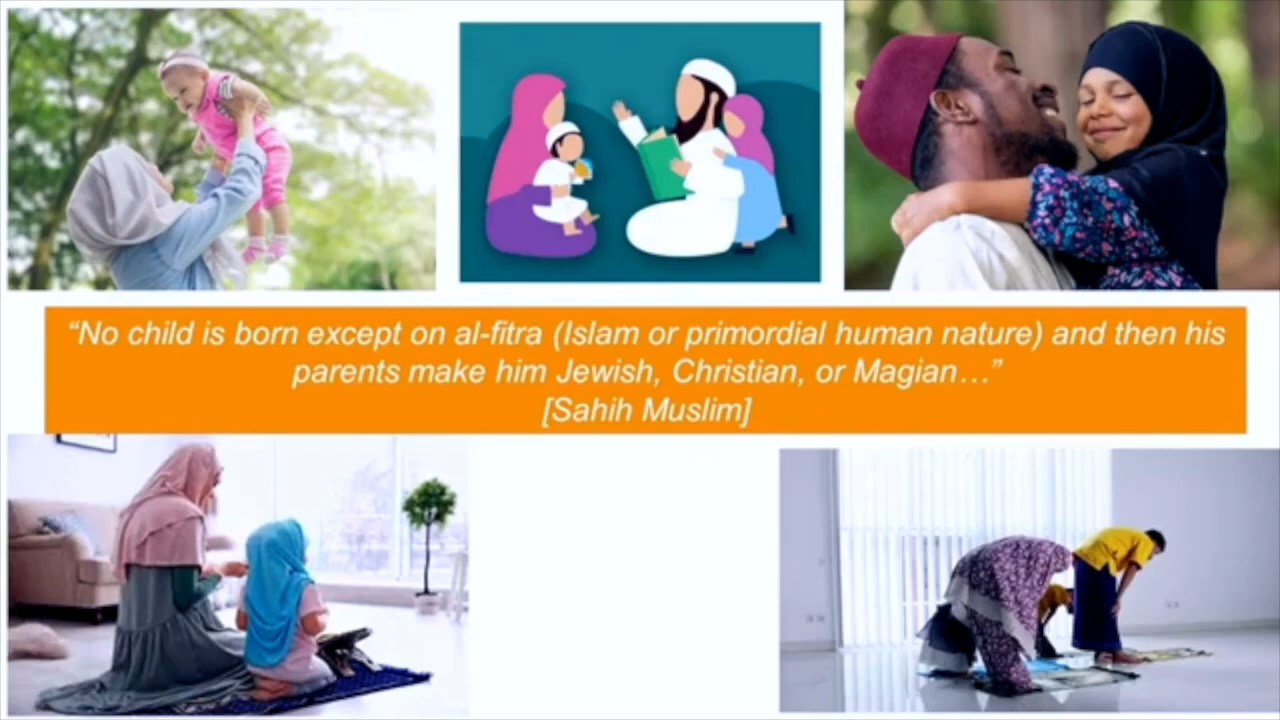 “No child is born except on al-fitra (Islam or primordial human nature) and then his
parents make him Jewish, Christian, or Magian…”
[Sahih Muslim]